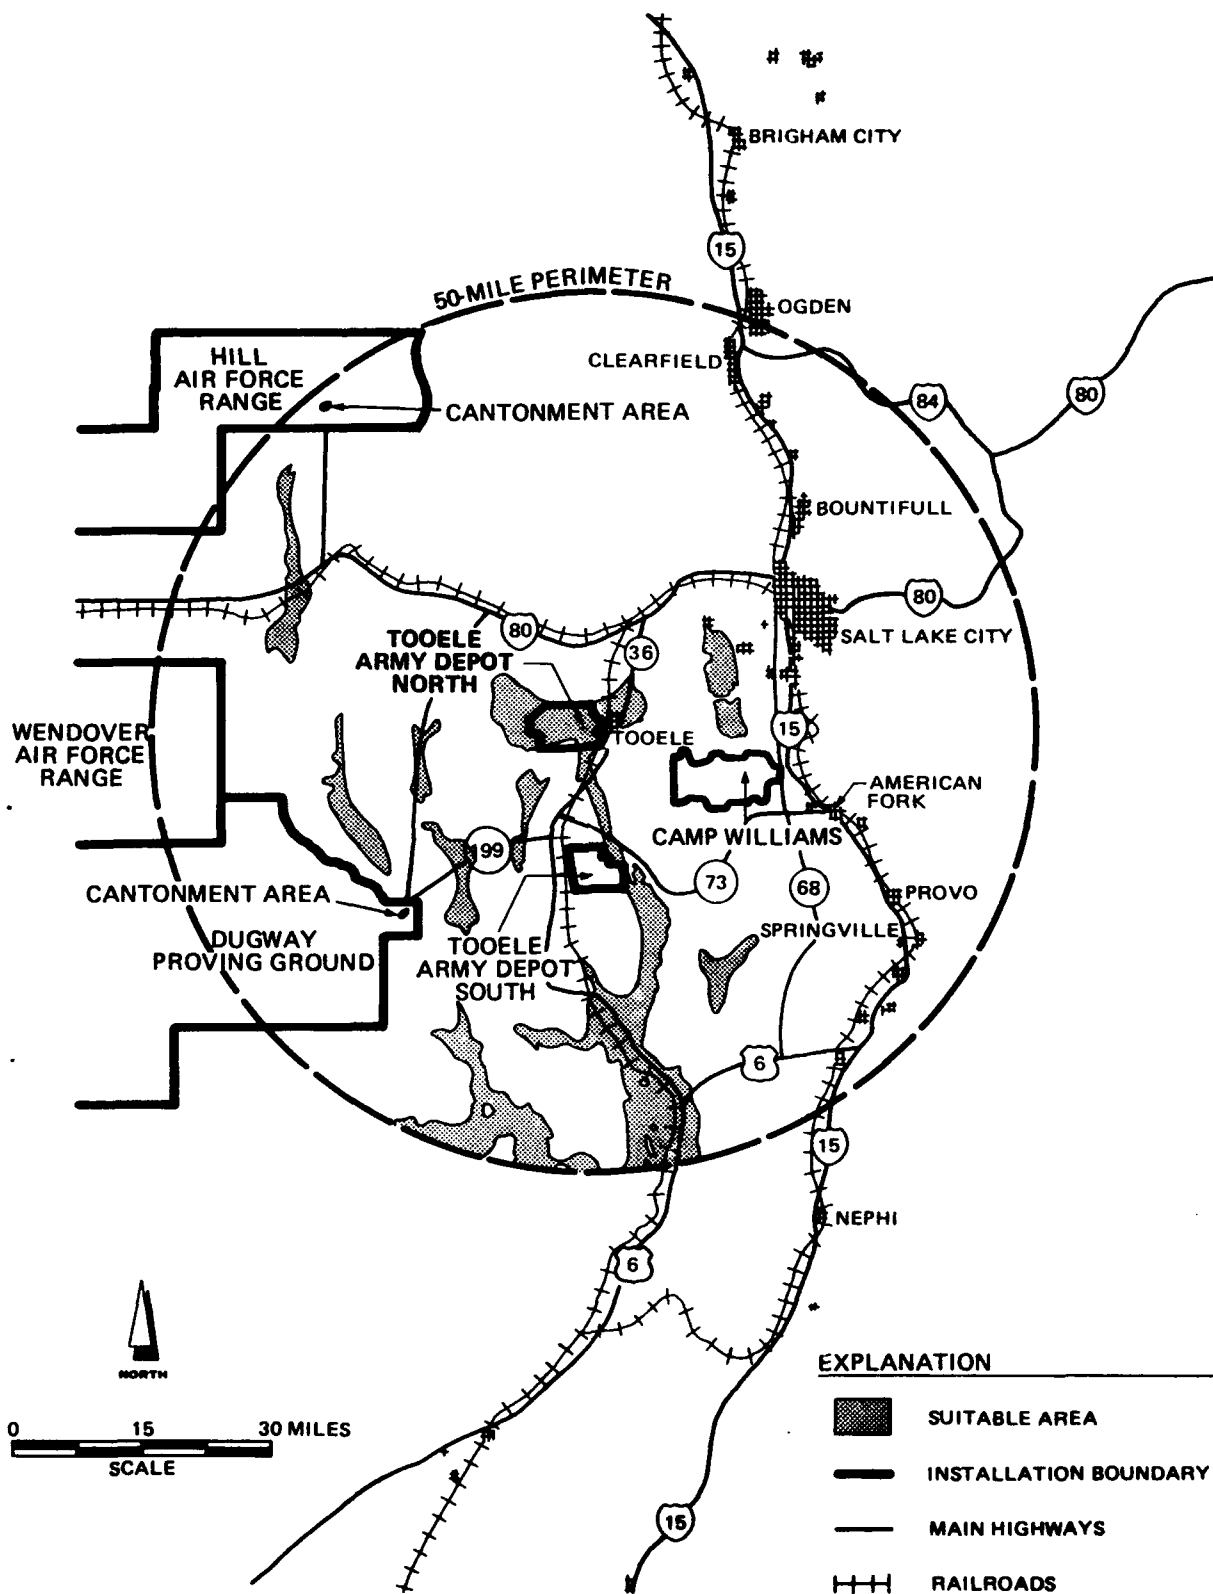 BRIGHAM CITY
15
50-MILE PERIMETER
OGDEN
HILL
AIR FORCE
RANGE
CLEARFIELD
CANTONMENT AREA
84
80
BOUNTIFULL
80
80
SALT LAKE CITY
TOOELE
ARMY DEPOT
NORTH
36
WENDOVER
AIR FORCE
RANGE
TOOELE
15
AMERICAN
FORK
CAMP WILLIAMS
199
73
68
CANTONMENT AREA
PROVO
DUGWAY
PROVING GROUND
TOOELE
ARMY DEPOT
SOUTH
SPRINGVILLE
6
15
NEPHI
6
NORTH
EXPLANATION
0 15 30 MILES
SCALE
SUITABLE AREA
INSTALLATION BOUNDARY
15
MAIN HIGHWAYS
RAILROADS